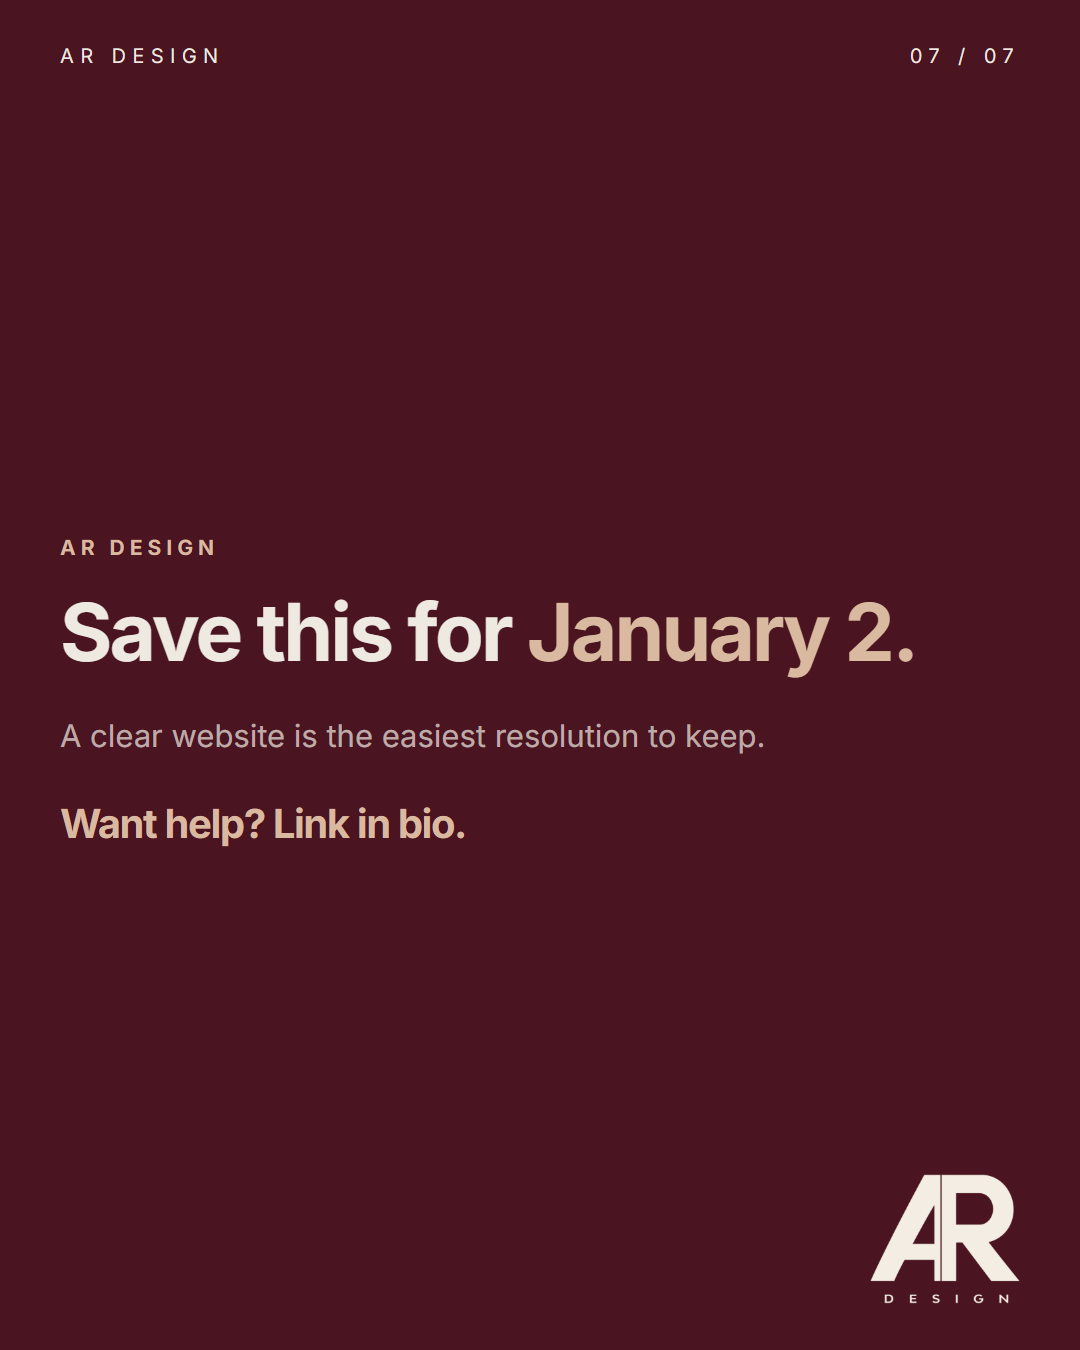 AR DESIGN
07 / 07
AR DESIGN
Save this for January 2.
A clear website is the easiest resolution to keep.
Want help? Link in bio.
AR
DESIGN